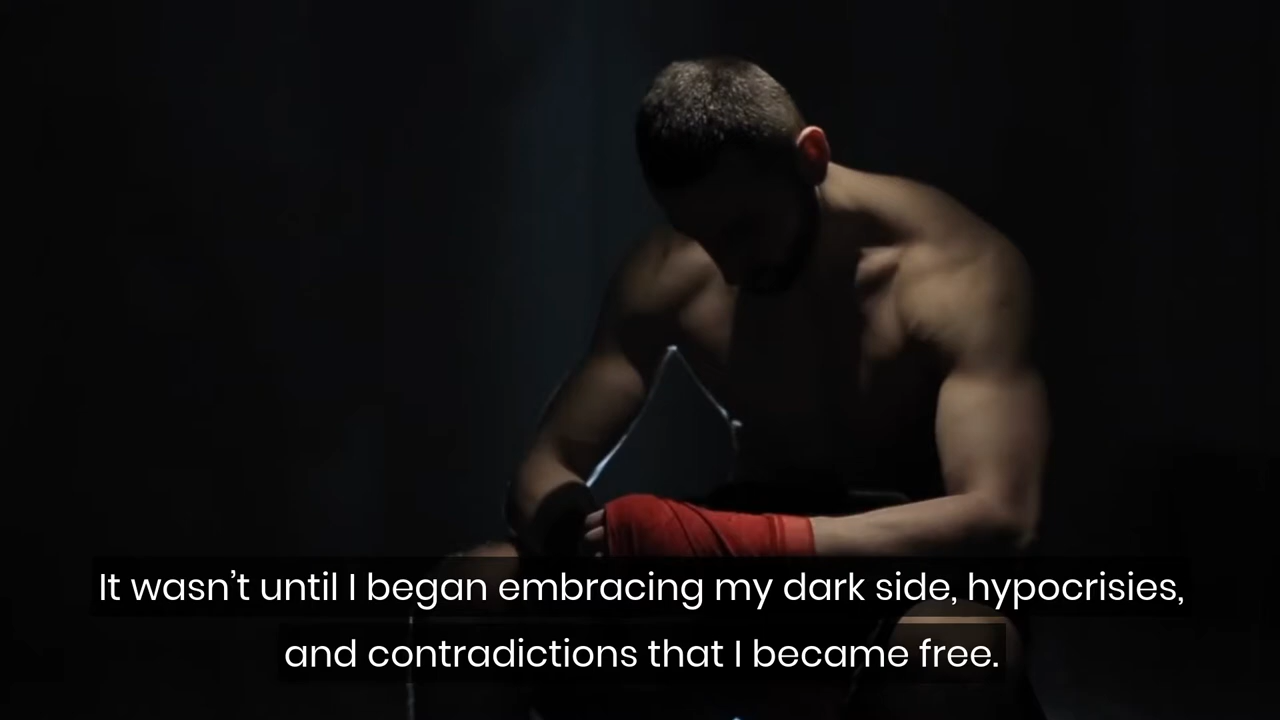 It wasn’t until I began embracing my dark side, hypocrisies,
and contradictions that I became free.